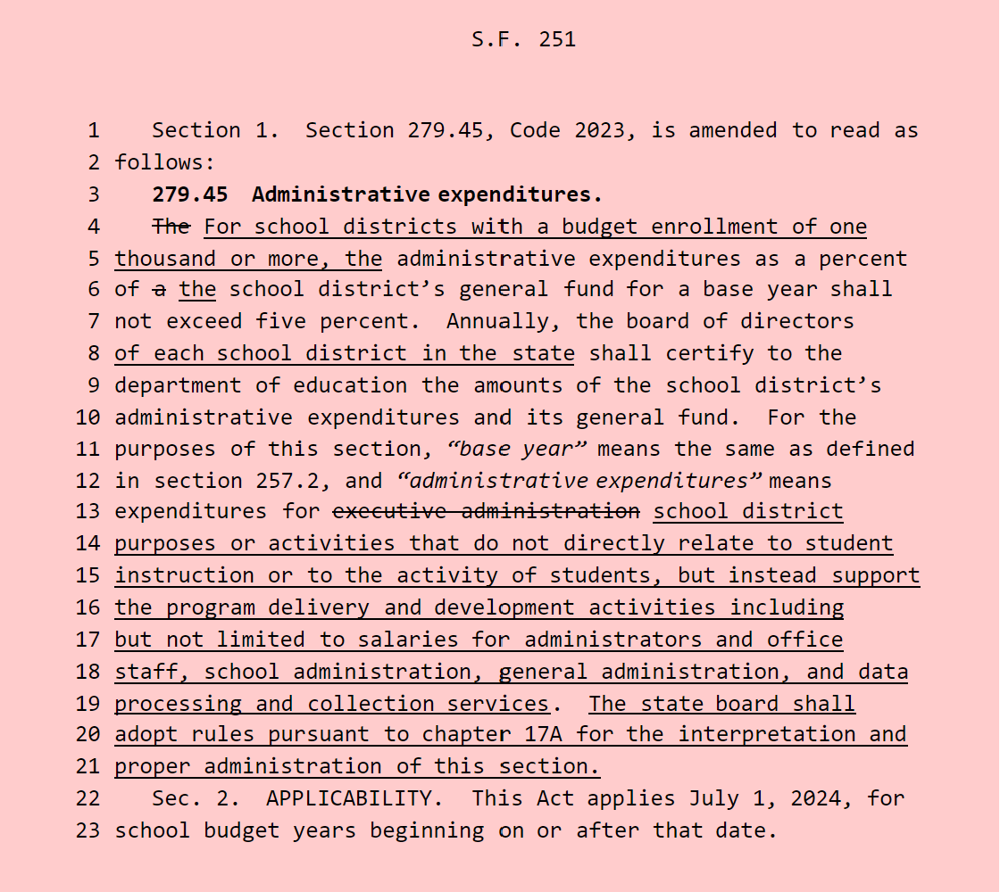 S.F. 251
1 Section 1. Section 279.45, Code 2023, is amended to read as
2 follows:
3 279.45 Administrative expenditures.
4 The For school districts with a budget enrollment of one
5 thousand or more, the administrative expenditures as a percent
6 of a the school district’s general fund for a base year shall
7 not exceed five percent. Annually, the board of directors
8 of each school district in the state shall certify to the
9 department of education the amounts of the school district’s
10 administrative expenditures and its general fund. For the
11 purposes of this section, “base year” means the same as defined
12 in section 257.2, and “administrative expenditures” means
13 expenditures for executive administration school district
14 purposes or activities that do not directly relate to student
15 instruction or to the activity of students, but instead support
16 the program delivery and development activities including
17 but not limited to salaries for administrators and office
18 staff, school administration, general administration, and data
19 processing and collection services. The state board shall
20 adopt rules pursuant to chapter 17A for the interpretation and
21 proper administration of this section.
22 Sec. 2. APPLICABILITY. This Act applies July 1, 2024, for
23 school budget years beginning on or after that date.